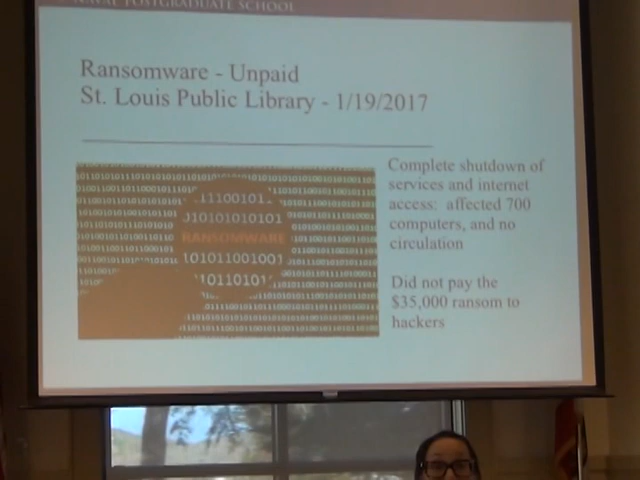 NAVAL POSTGRADUATE SCHOOL
Ransomware - Unpaid
St. Louis Public Library - 1/19/2017
Complete shutdown of
services and internet
access: affected 700
computers, and no
circulation
Did not pay the
$35,000 ransom to
hackers
RANSOMWARE